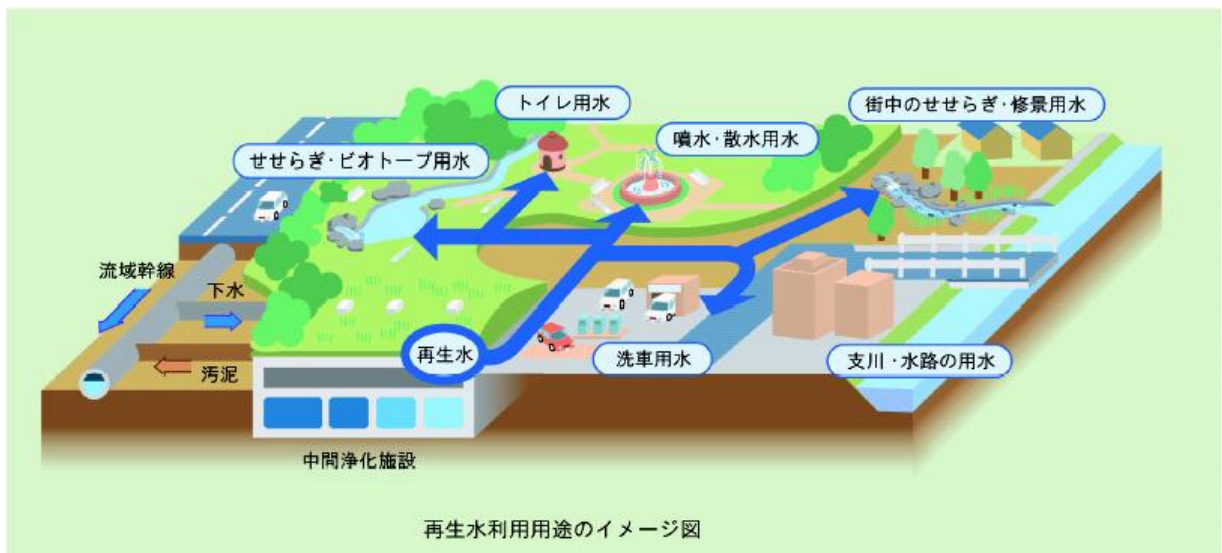 トイレ用水
街中のせせらぎ・修景用水
噴水・散水用水
せせらぎ・ビオトープ用水
流域幹線
下水
再生水
洗車用水
支川・水路の用水
汚泥
中間浄化施設
再生水利用用途のイメージ図